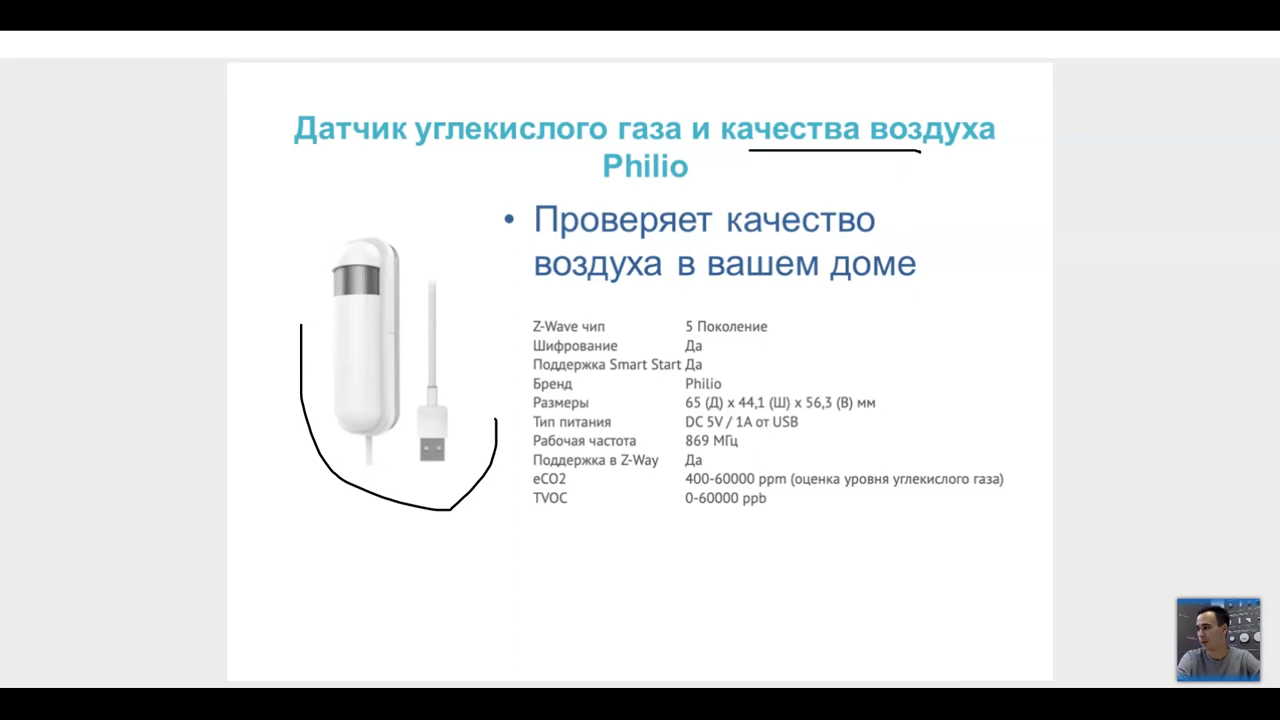 Датчик углекислого газа и качества воздуха
Philio
• Проверяет качество
воздуха в вашем доме
Z-Wave чип 5 Поколение
Шифрование Да
Поддержка Smart Start Да
Бренд Philio
Размеры 65 (Д) x 44,1 (Ш) x 56,3 (В) мм
Тип питания DC 5V / 1A от USB
Рабочая частота 869 МГц
Поддержка в Z-Way Да
eCO2 400-60000 ppm (оценка уровня углекислого газа)
TVOC 0-60000 ppb